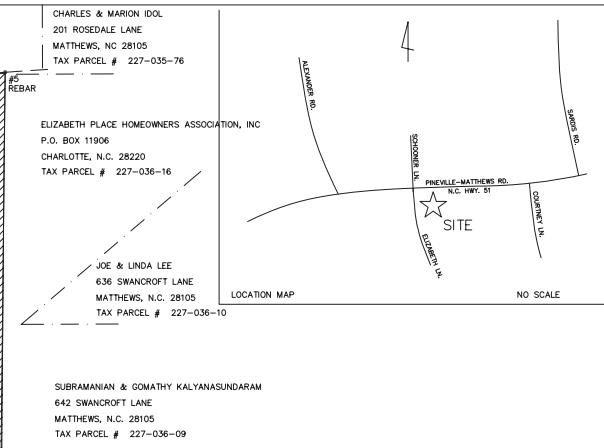 CHARLES & MARION IDOL
201 ROSEDALE LANE
MATTHEWS, NC 28105
TAX PARCEL # 227-035-76
#5
REBAR
ELIZABETH PLACE HOMEOWNERS ASSOCIATION, INC
P.O. BOX 11906
CHARLOTTE, N.C. 28220
TAX PARCEL # 227-036-16
JOE & LINDA LEE
636 SWANCROFT LANE
MATTHEWS, N.C. 28105
TAX PARCEL # 227-036-10
SUBRAMANIAN & GOMATHY KALYANASUNDARAM
642 SWANCROFT LANE
MATTHEWS, N.C. 28105
TAX PARCEL # 227-036-09
ALEXANDER RD.
SCHOONER LN.
SARDIS RD.
PINEVILLE-MATTHEWS RD.
N.C. HWY. 51
COURTNEY LN.
SITE
ELIZABETH LN.
LOCATION MAP
NO SCALE